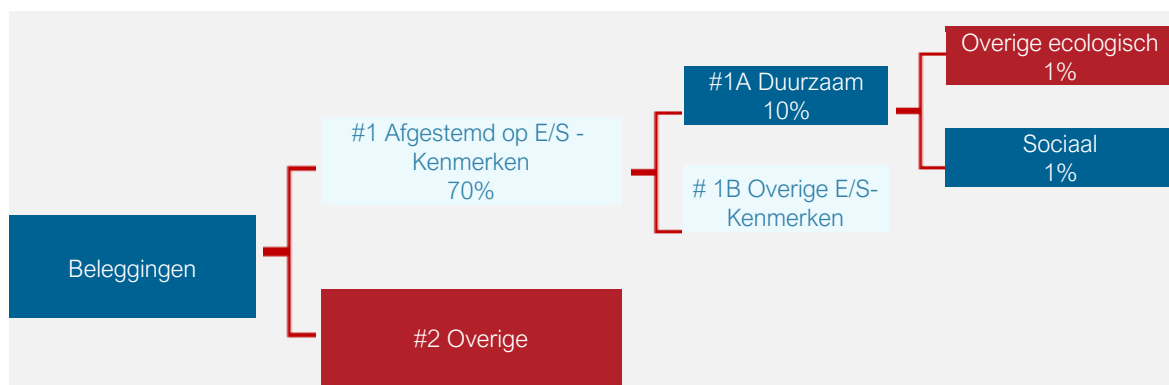 Beleggingen
#1 Afgestemd op E/S -
Kenmerken
70%
#2 Overige
#1A Duurzaam
10%
# 1B Overige E/S-
Kenmerken
Overige ecologisch
1%
Sociaal
1%